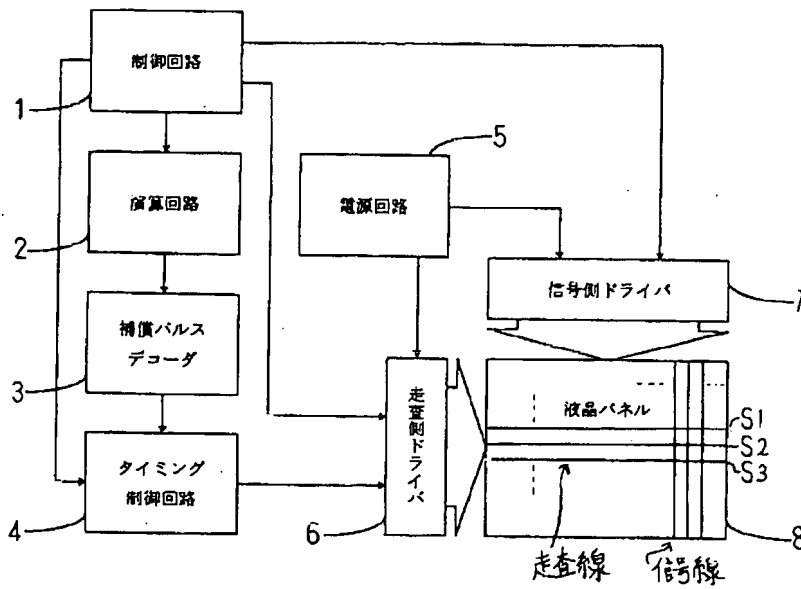 制御回路
1
演算回路
2
補償パルス
デコーダ
3
タイミング
制御回路
4
電源回路
5
走査側ドライバ
6
信号側ドライバ
7
液晶パネル
S1
S2
S3
8
走査線
信号線